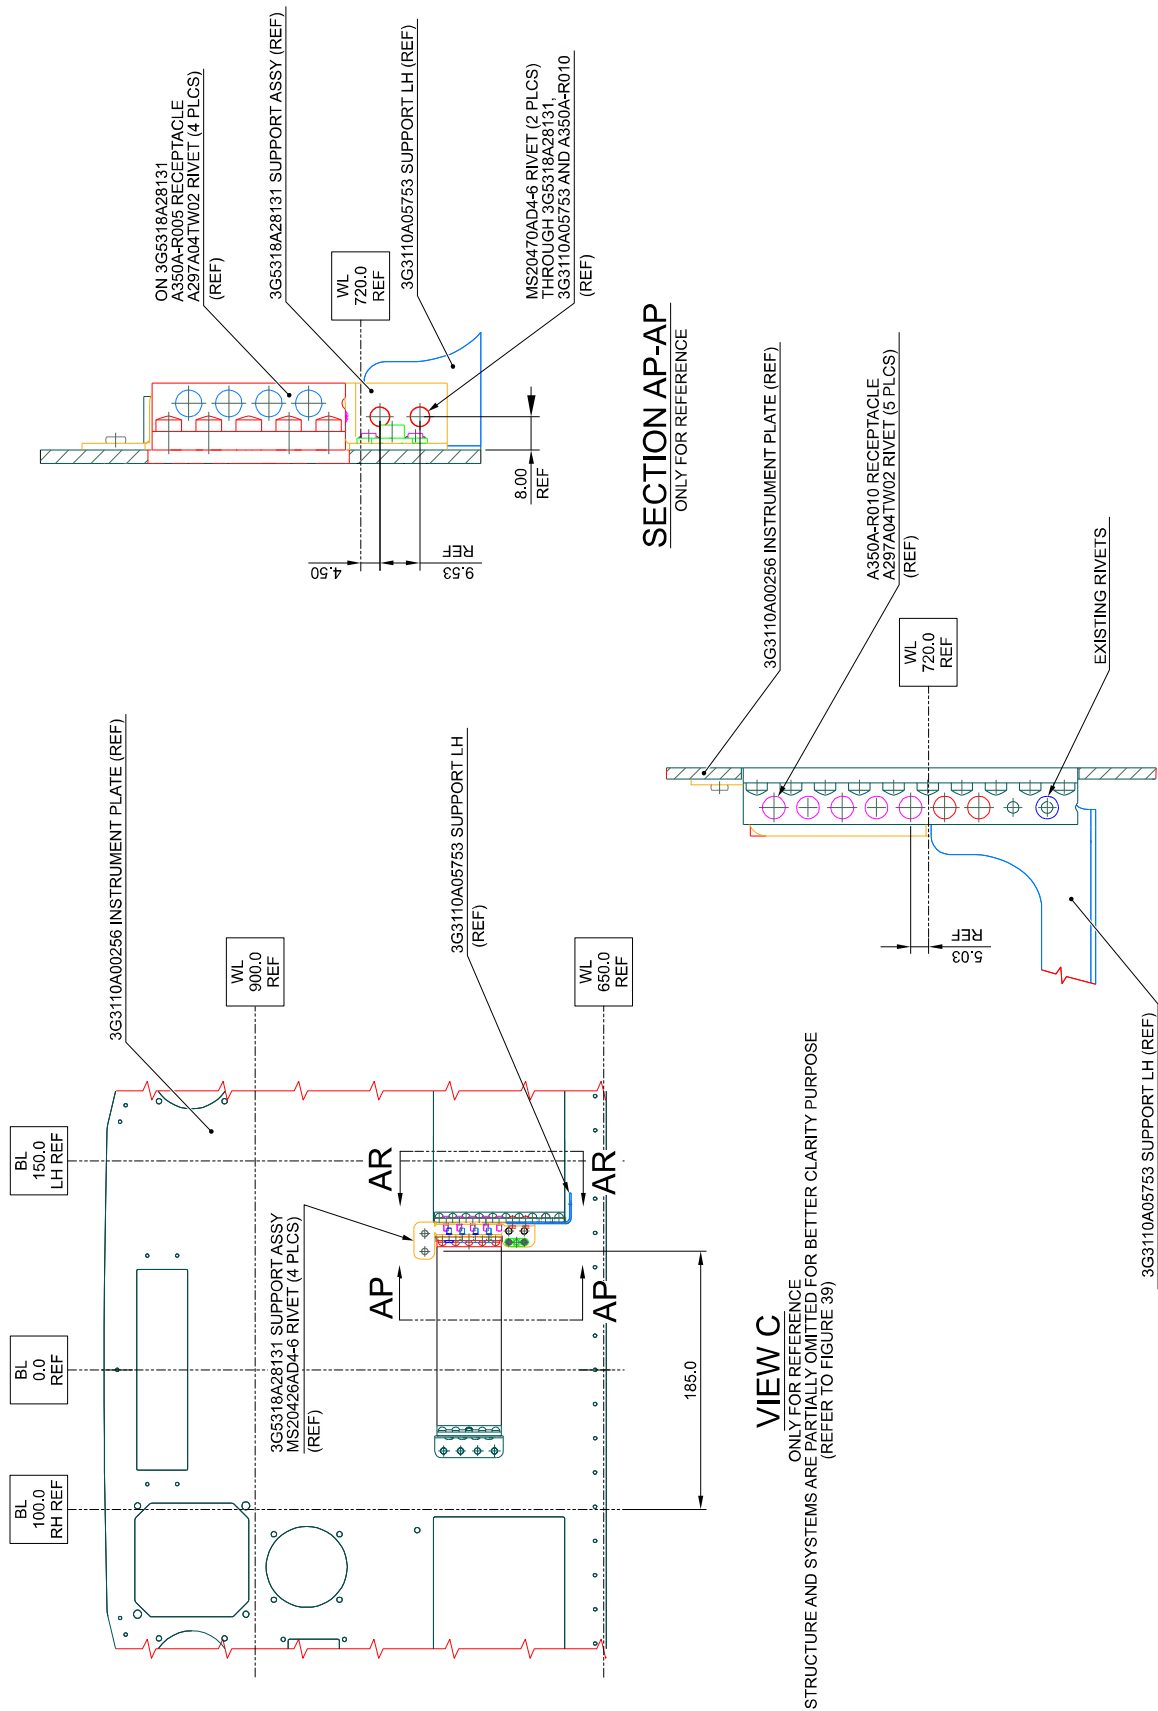 BL
100.0
RH REF
BL
0.0
REF
BL
150.0
LH REF
3G3110A00256 INSTRUMENT PLATE (REF)
WL
900.0
REF
3G5318A28131 SUPPORT ASSY
MS20426AD4-6 RIVET (4 PLCS)
(REF)
AP
AP
AR
AR
3G3110A05753 SUPPORT LH
(REF)
WL
650.0
REF
185.0
VIEW C
ONLY FOR REFERENCE
STRUCTURE AND SYSTEMS ARE PARTIALLY OMITTED FOR BETTER CLARITY PURPOSE
(REFER TO FIGURE 39)
ON 3G5318A28131
A350A-R005 RECEPTACLE
A297A04TW02 RIVET (4 PLCS)
(REF)
3G5318A28131 SUPPORT ASSY (REF)
WL
720.0
REF
3G3110A05753 SUPPORT LH (REF)
MS20470AD4-6 RIVET (2 PLCS)
THROUGH 3G5318A28131,
3G3110A05753 AND A350A-R010
(REF)
4.50
9.53
REF
8.00
REF
SECTION AP-AP
ONLY FOR REFERENCE
3G3110A00256 INSTRUMENT PLATE (REF)
A350A-R010 RECEPTACLE
A297A04TW02 RIVET (5 PLCS)
(REF)
WL
720.0
REF
5.03
REF
EXISTING RIVETS
3G3110A05753 SUPPORT LH (REF)